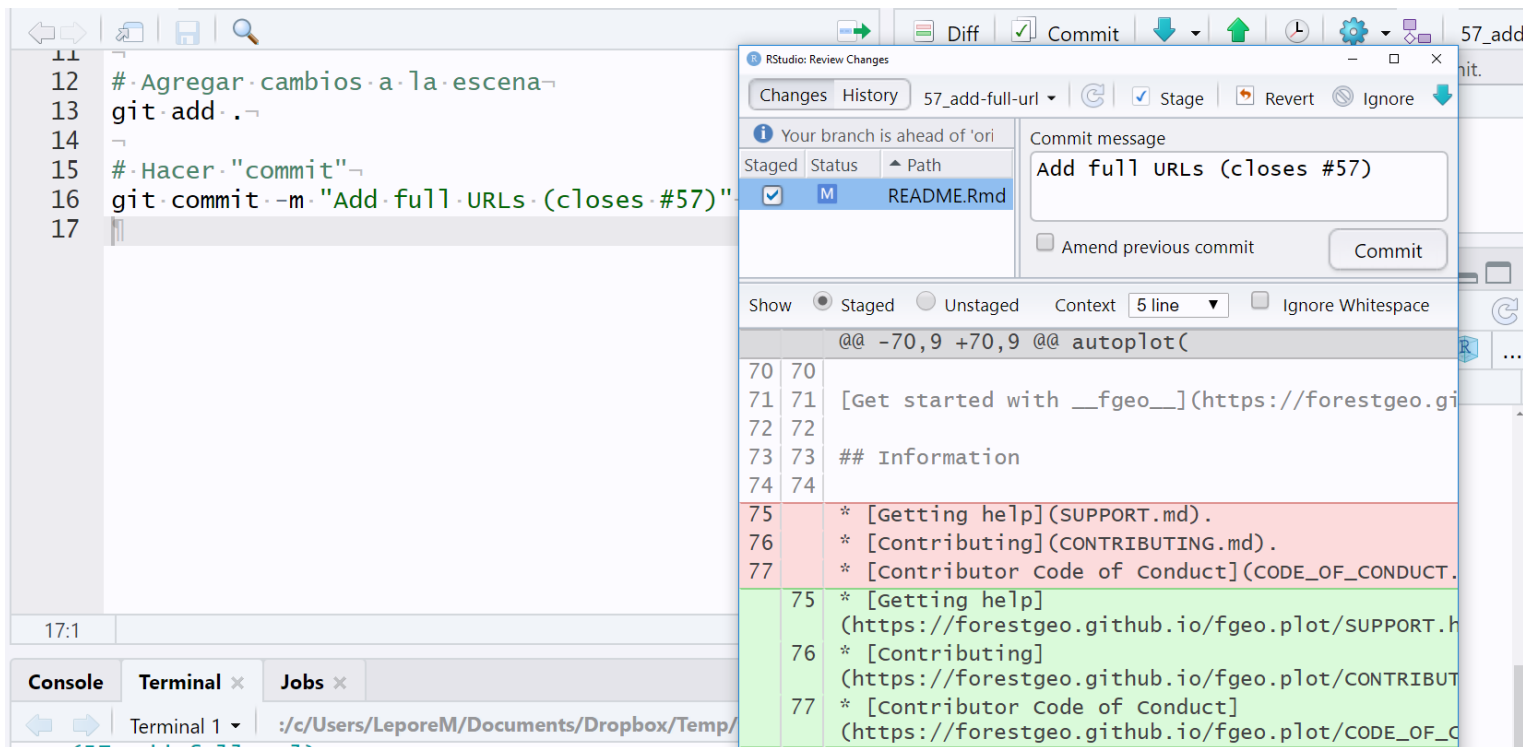 Diff Commit 57_add
11
12 # Agregar cambios a la escena
13 git add .
14
15 # Hacer "commit"
16 git commit -m "Add full URLs (closes #57)"
17
17:1
Console Terminal Jobs
Terminal 1 :/c/Users/LeporeM/Documents/Dropbox/Temp/
RStudio: Review Changes
Changes History 57_add-full-url Stage Revert Ignore
Your branch is ahead of 'ori
Staged Status Path
M README.Rmd
Commit message
Add full URLs (closes #57)
Amend previous commit Commit
Show Staged Unstaged Context 5 line Ignore Whitespace
@@ -70,9 +70,9 @@ autoplot(
70 70
71 71 [Get started with __fgeo__](https://forestgeo.gi
72 72
73 73 ## Information
74 74
75 * [Getting help](SUPPORT.md).
76 * [Contributing](CONTRIBUTING.md).
77 * [Contributor Code of Conduct](CODE_OF_CONDUCT.
75 * [Getting help]
(https://forestgeo.github.io/fgeo.plot/SUPPORT.h
76 * [Contributing]
(https://forestgeo.github.io/fgeo.plot/CONTRIBUT
77 * [Contributor Code of Conduct]
(https://forestgeo.github.io/fgeo.plot/CODE_OF_C
nit.
R ...